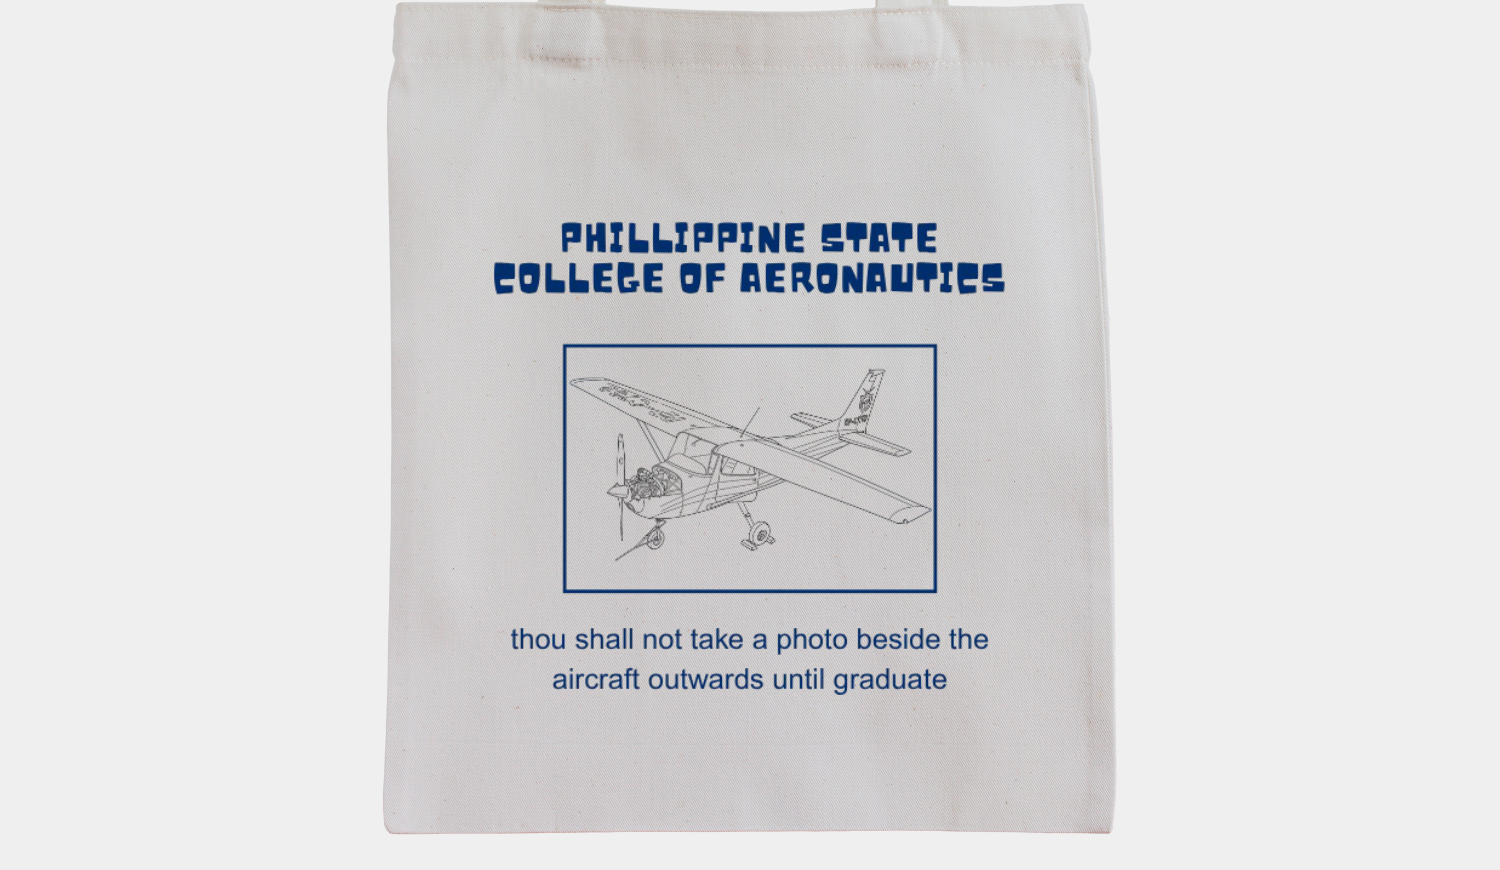 PHILLIPPINE STATE
COLLEGE OF AERONAUTICS
thou shall not take a photo beside the
aircraft outwards until graduate